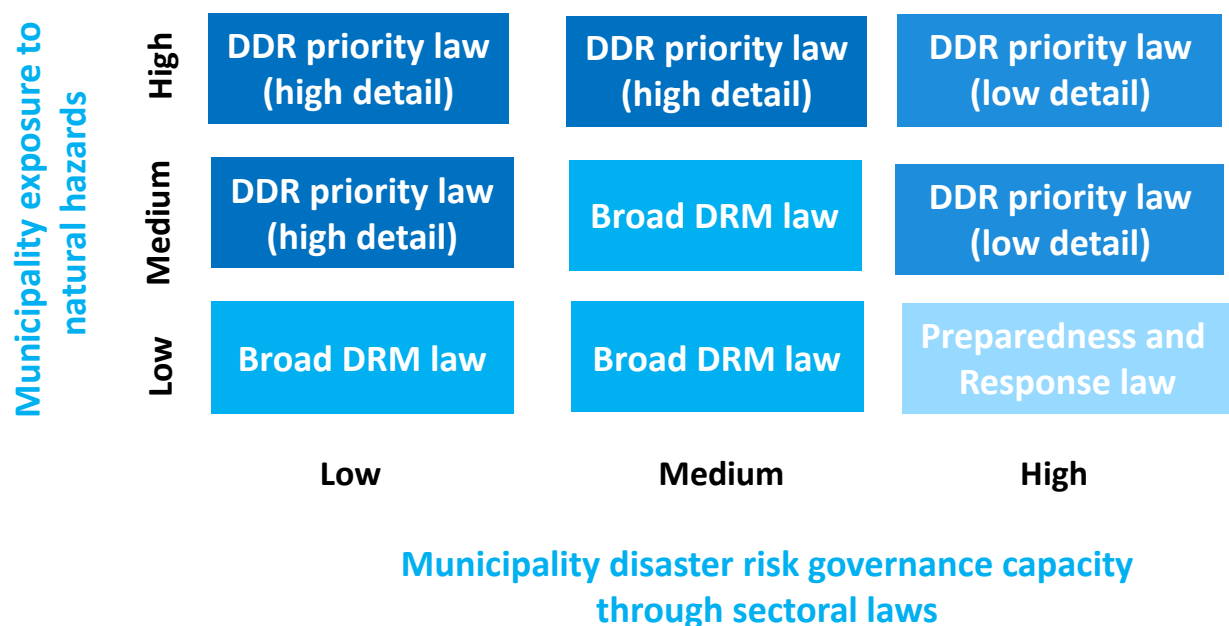 Municipality exposure to
natural hazards
High
DDR priority law
(high detail)
DDR priority law
(high detail)
DDR priority law
(low detail)
Medium
DDR priority law
(high detail)
Broad DRM law
DDR priority law
(low detail)
Low
Broad DRM law
Broad DRM law
Preparedness and
Response law
Low
Medium
High
Municipality disaster risk governance capacity
through sectoral laws